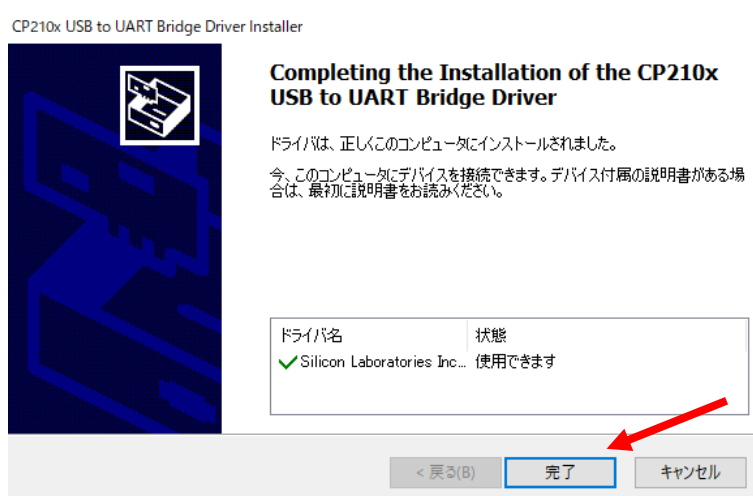 CP210x USB to UART Bridge Driver Installer
Completing the Installation of the CP210x
USB to UART Bridge Driver
ドライバは、正しくこのコンピュータにインストールされました。
今、このコンピュータにデバイスを接続できます。デバイス付属の説明書がある場
合は、最初に説明書をお読みください。
ドライバ名 状態
Silicon Laboratories Inc... 使用できます
< 戻る(B) 完了 キャンセル